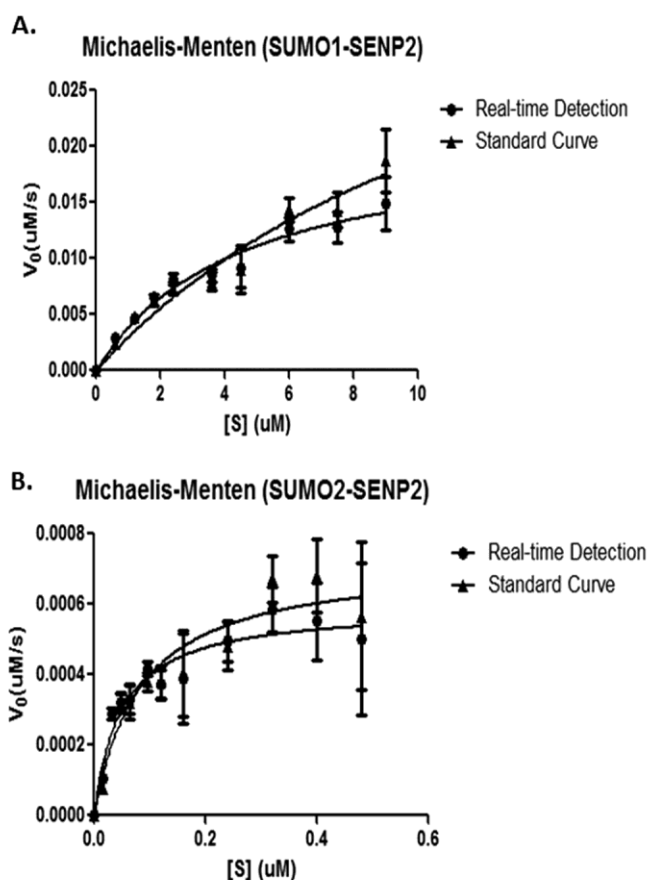 A.
Michaelis-Menten (SUMO1-SENP2)
0.025
0.020
0.015
0.010
0.005
0.000
V0(uM/s)
0 2 4 6 8 10
[S] (uM)
Real-time Detection
Standard Curve
B.
Michaelis-Menten (SUMO2-SENP2)
0.0008
0.0006
0.0004
0.0002
0.0000
V0(uM/s)
0.0 0.2 0.4 0.6
[S] (uM)
Real-time Detection
Standard Curve